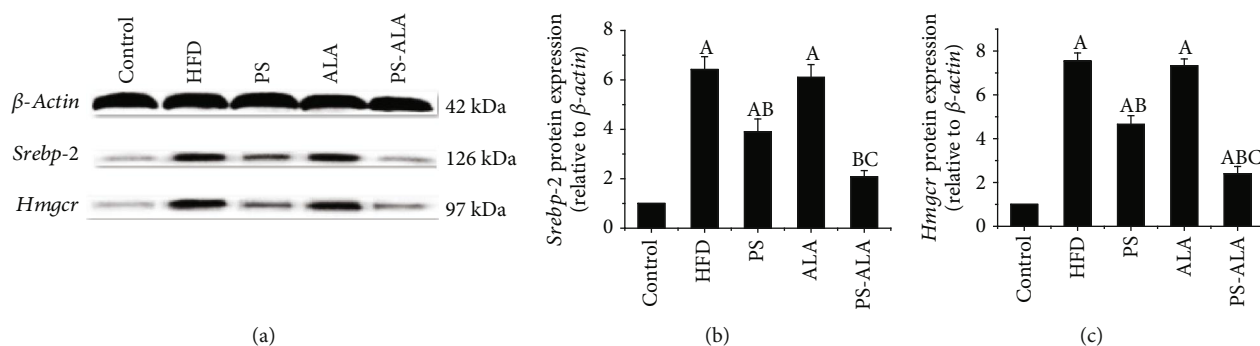 Control
HFD
PS
ALA
PS-ALA
β-Actin
42 kDa
Srebp-2
126 kDa
Hmgcr
97 kDa
(a)
Srebp-2 protein expression
(relative to β-actin)
8
6
4
2
0
A
AB
A
BC
Control
HFD
PS
ALA
PS-ALA
(b)
Hmgcr protein expression
(relative to β-actin)
8
6
4
2
0
A
AB
A
ABC
Control
HFD
PS
ALA
PS-ALA
(c)